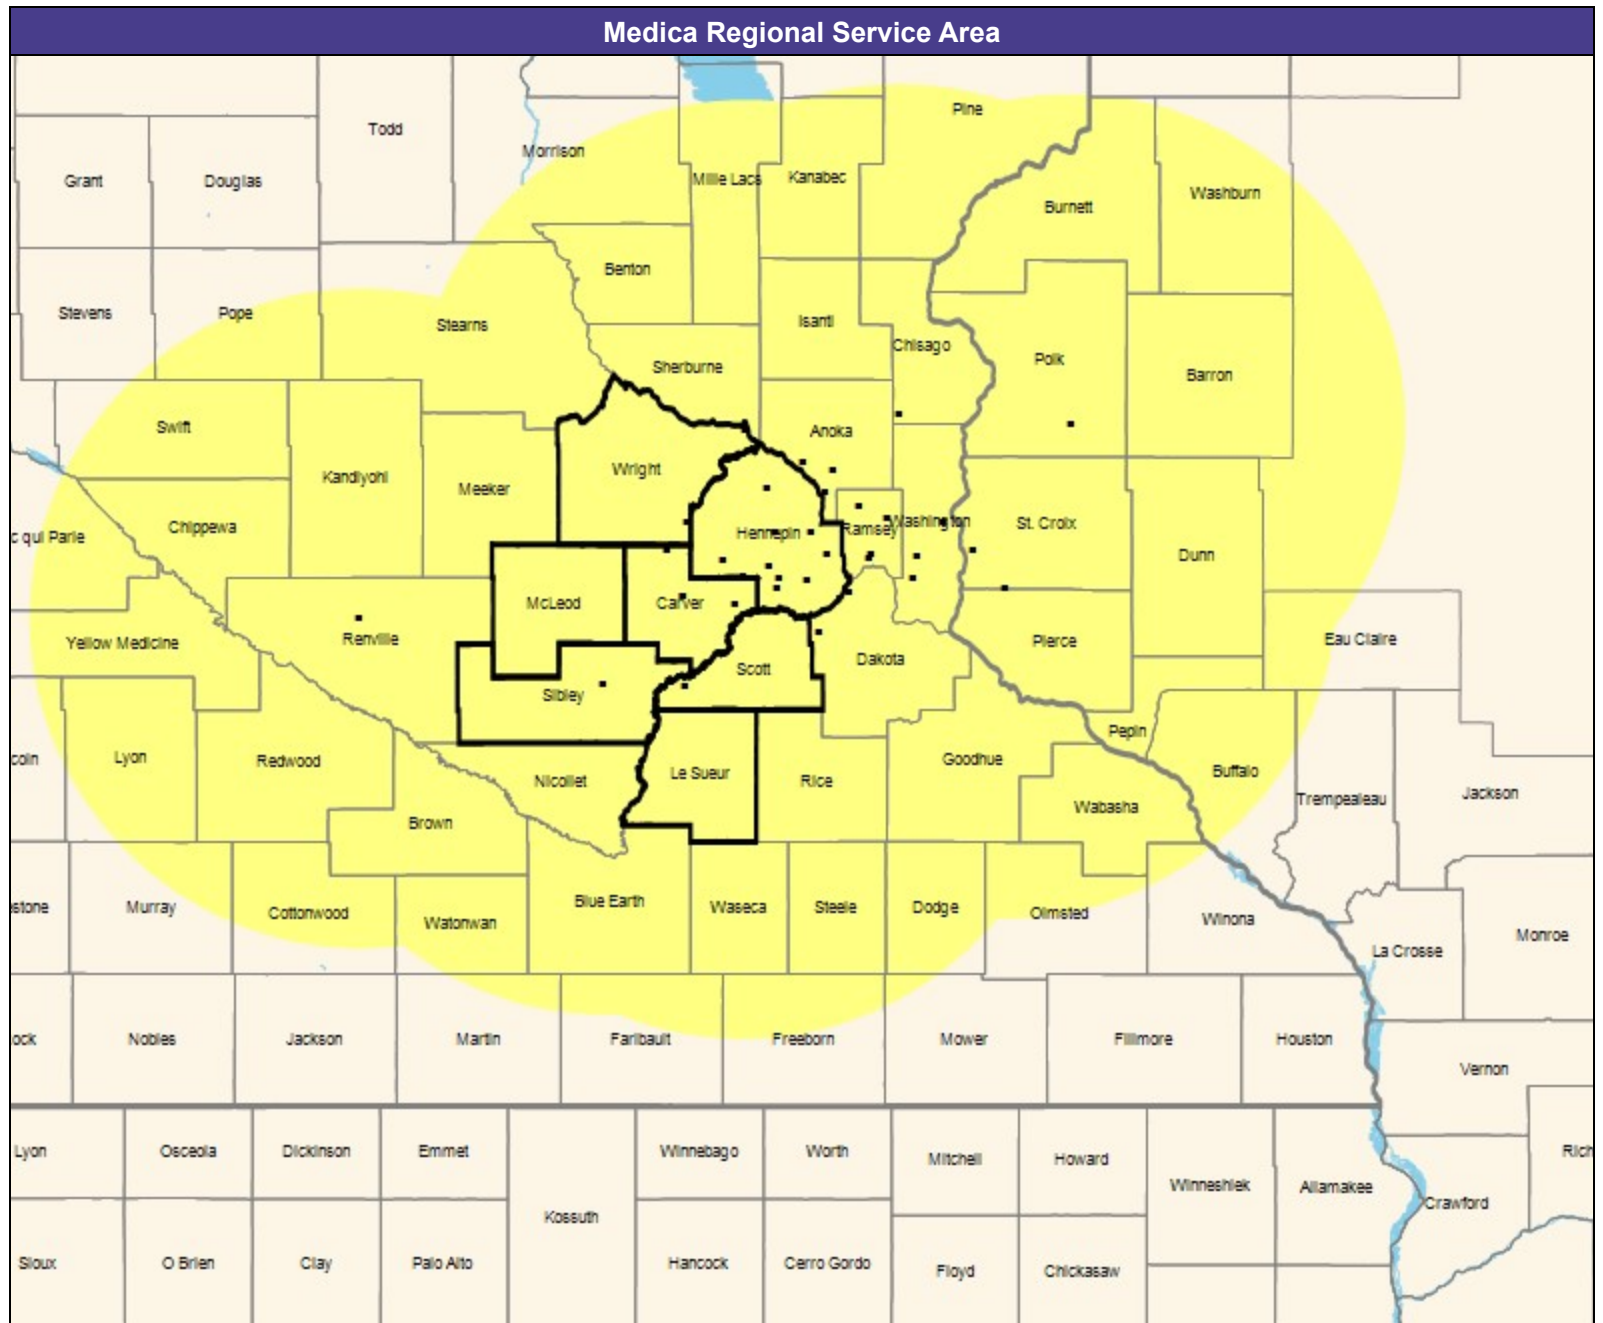 Medica Regional Service Area
Pine
Todd
Morrison
Grant
Douglas
Mille Lacs
Kanabec
Washburn
Burnett
Benton
Stevens
Pope
Stearns
Isanti
Chisago
Polk
Sherburne
Barron
Swift
Anoka
Wright
Kandiyohi
Meeker
Chippewa
Hennepin
Ramsey
Washington
St. Croix
c qui Parle
Dunn
McLeod
Carver
Yellow Medicine
Renville
Pierce
Eau Claire
Dakota
Scott
Sibley
Pepin
coln
Lyon
Redwood
Nicollet
Le Sueur
Rice
Goodhue
Buffalo
Trempealeau
Jackson
Brown
Wabasha
stone
Murray
Cottonwood
Watonwan
Blue Earth
Waseca
Steele
Dodge
Olmsted
Winona
La Crosse
Monroe
ock
Nobles
Jackson
Martin
Faribault
Freeborn
Mower
Fillmore
Houston
Vernon
Lyon
Osceola
Dickinson
Emmet
Winnebago
Worth
Mitchell
Howard
Rich
Winneshiek
Allamakee
Crawford
Kossuth
Sioux
O Brien
Clay
Palo Alto
Hancock
Cerro Gordo
Floyd
Chickasaw